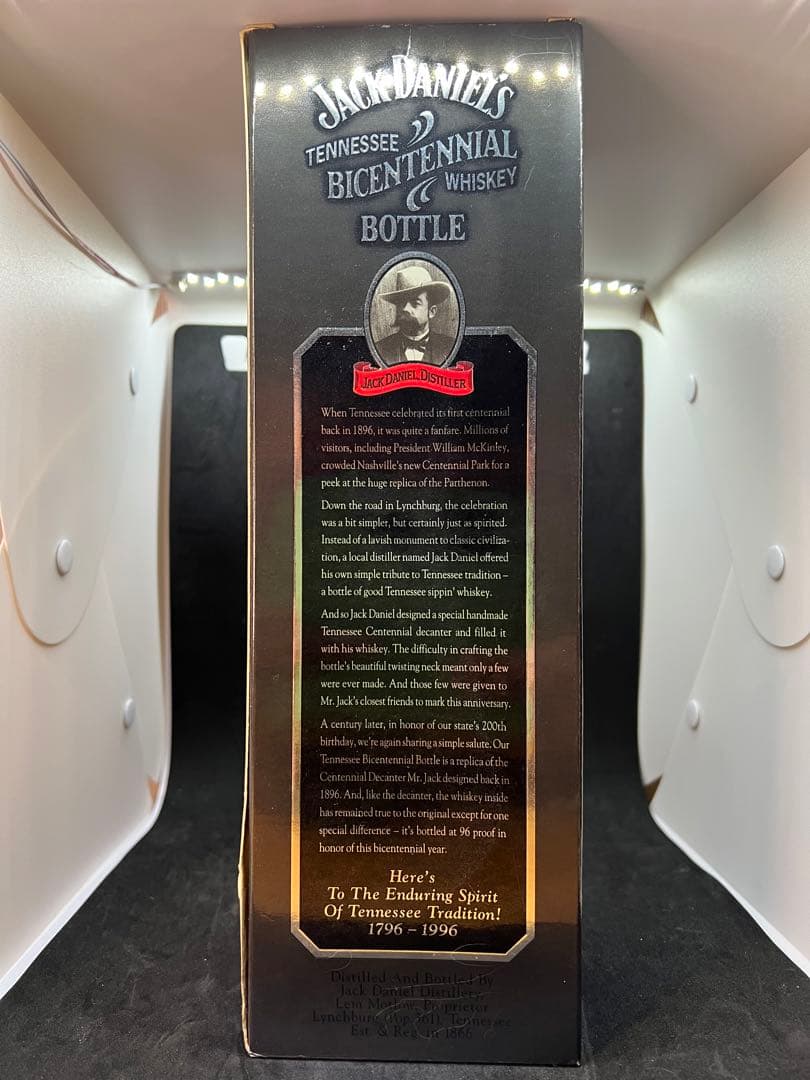 JACK DANIEL'S
TENNESSEE
BICENTENNIAL
WHISKEY
BOTTLE
JACK DANIEL, DISTILLER
When Tennessee celebrated its first centennial
back in 1896, it was quite a fanfare. Millions of
visitors, including President William McKinley,
crowded Nashville's new Centennial Park for a
peek at the huge replica of the Parthenon.
Down the road in Lynchburg, the celebration
was a bit simpler, but certainly just as spirited.
Instead of a lavish monument to classic civiliza-
tion, a local distiller named Jack Daniel offered
his own simple tribute to Tennessee tradition –
a bottle of good Tennessee sippin' whiskey.
And so Jack Daniel designed a special handmade
Tennessee Centennial decanter and filled it
with his whiskey. The difficulty in crafting the
bottle's beautiful twisting neck meant only a few
were ever made. And those few were given to
Mr. Jack's closest friends to mark this anniversary.
A century later, in honor of our state's 200th
birthday, we're again sharing a simple salute. Our
Tennessee Bicentennial Bottle is a replica of the
Centennial Decanter Mr. Jack designed back in
1896. And, like the decanter, the whiskey inside
has remained true to the original except for one
special difference – it's bottled at 96 proof in
honor of this bicentennial year.
Here's
To The Enduring Spirit
Of Tennessee Tradition!
1796 – 1996
Distilled And Bottled By
Jack Daniel Distillery
Lem Motlow, Proprietor
Lynchburg (Pop. 361), Tennessee
Est. & Reg. in 1866